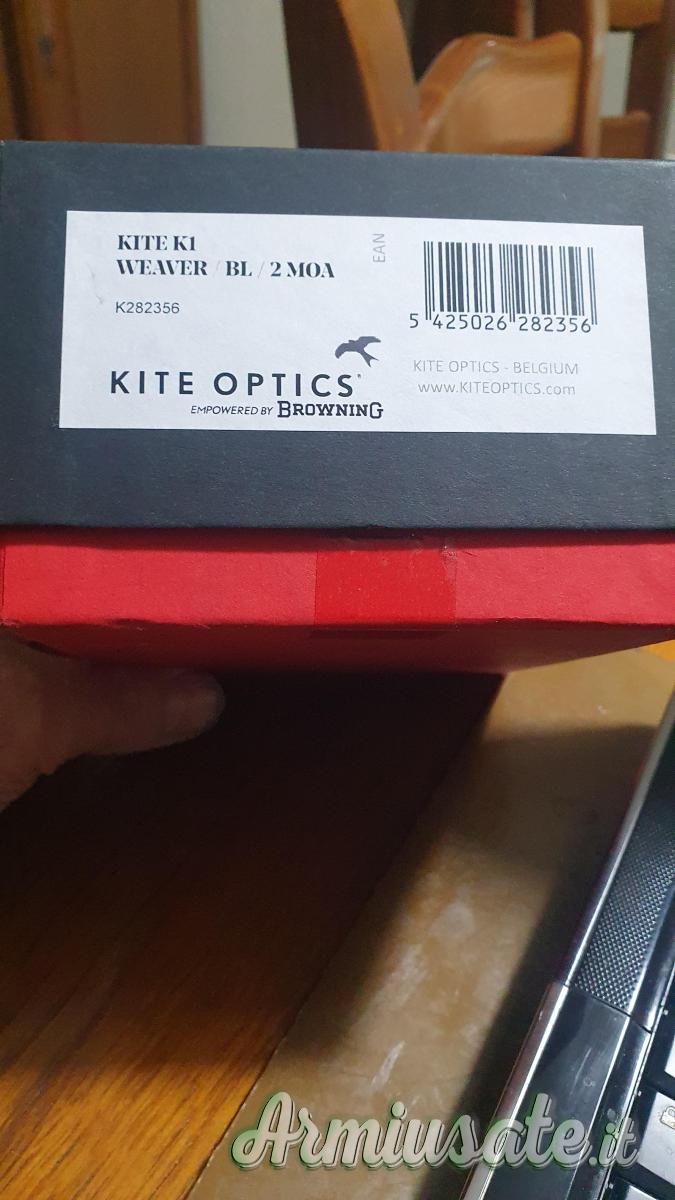 KITE K1
WEAVER / BL / 2 MOA
K282356
EAN
5 425026 282356
KITE OPTICS
EMPOWERED BY BROWNING
KITE OPTICS - BELGIUM
www.KITEOPTICS.com
Armiusate.it